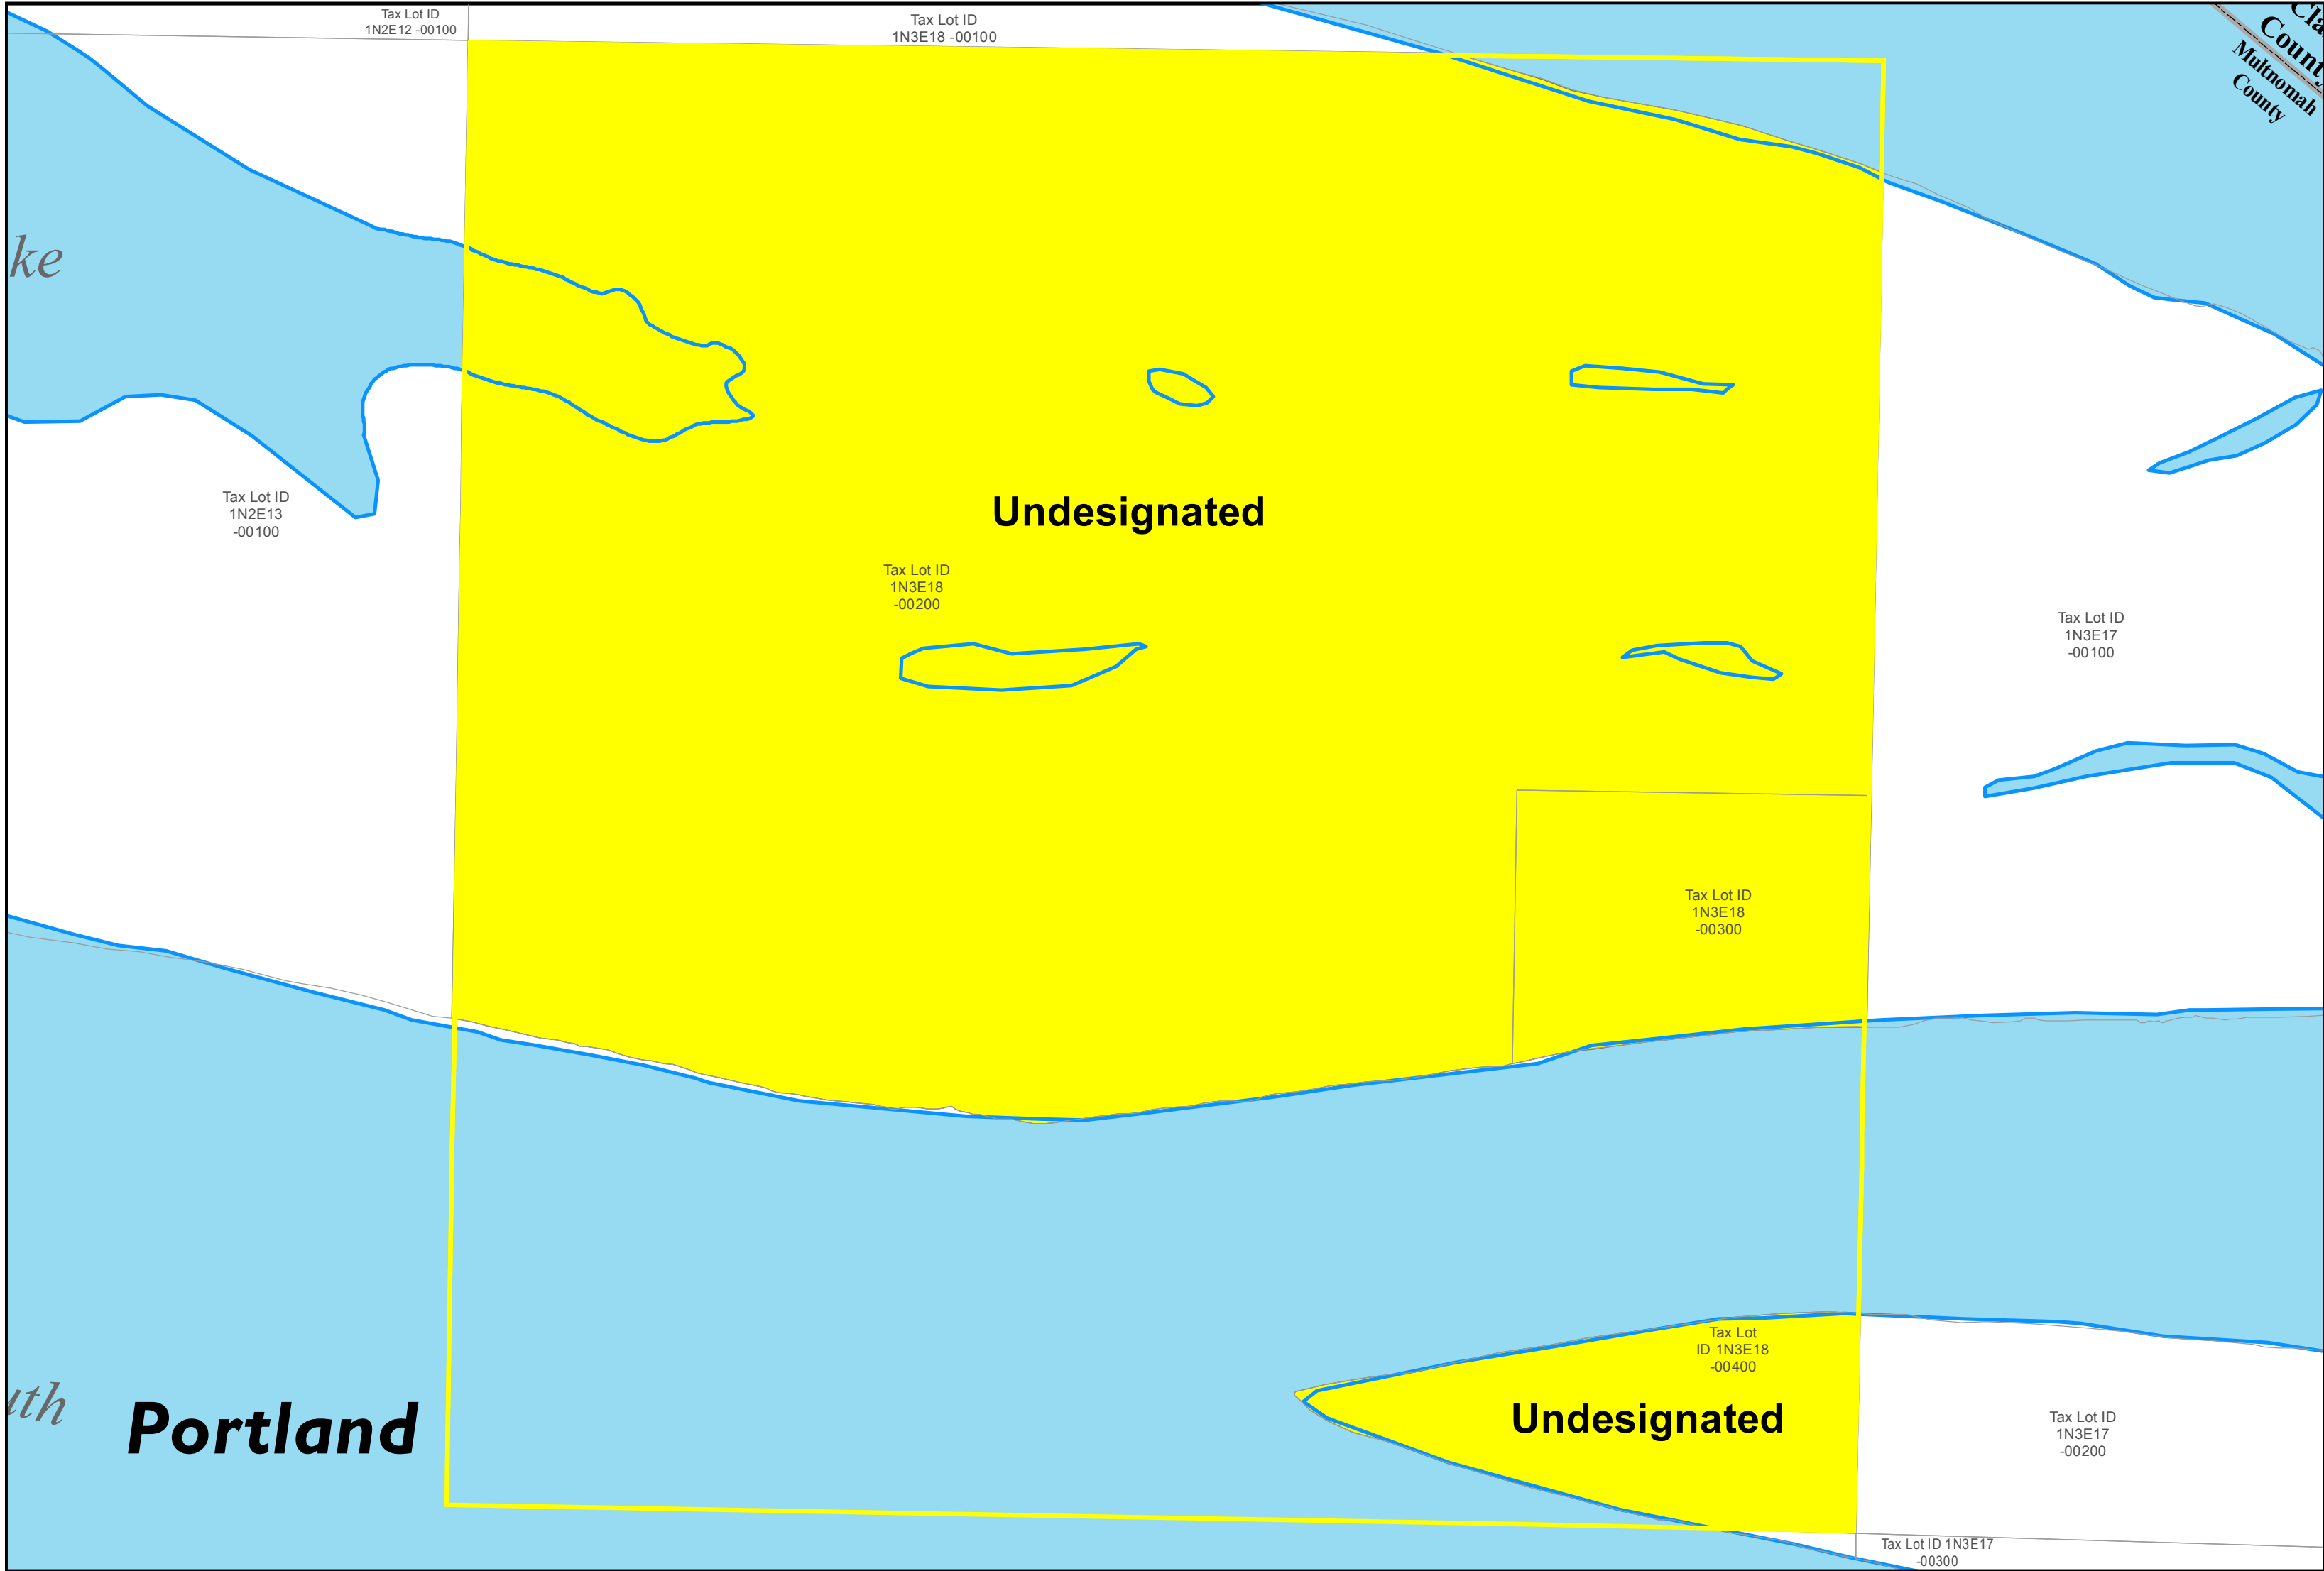 Tax Lot ID
1N2E12 -00100
Tax Lot ID
1N3E18 -00100
County
Multnomah
County
ke
Tax Lot ID
1N2E13
-00100
Undesignated
Tax Lot ID
1N3E18
-00200
Tax Lot ID
1N3E17
-00100
Tax Lot ID
1N3E18
-00300
Tax Lot
ID 1N3E18
-00400
Undesignated
uth
Portland
Tax Lot ID
1N3E17
-00200
Tax Lot ID 1N3E17
-00300